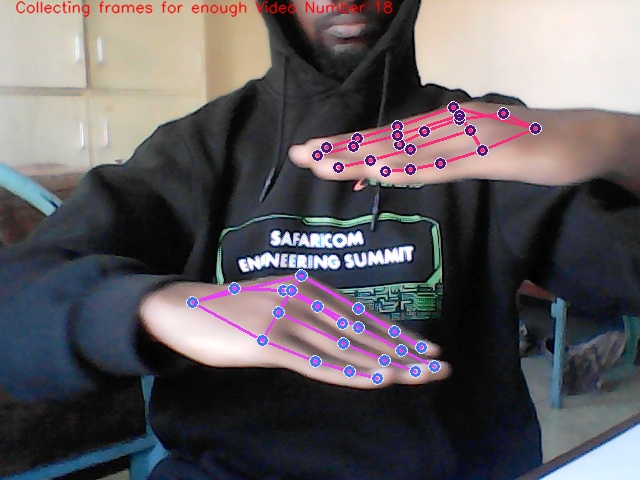 Collecting frames for enough Video Number 18
SAFARICOM
ENGINEERING SUMMIT